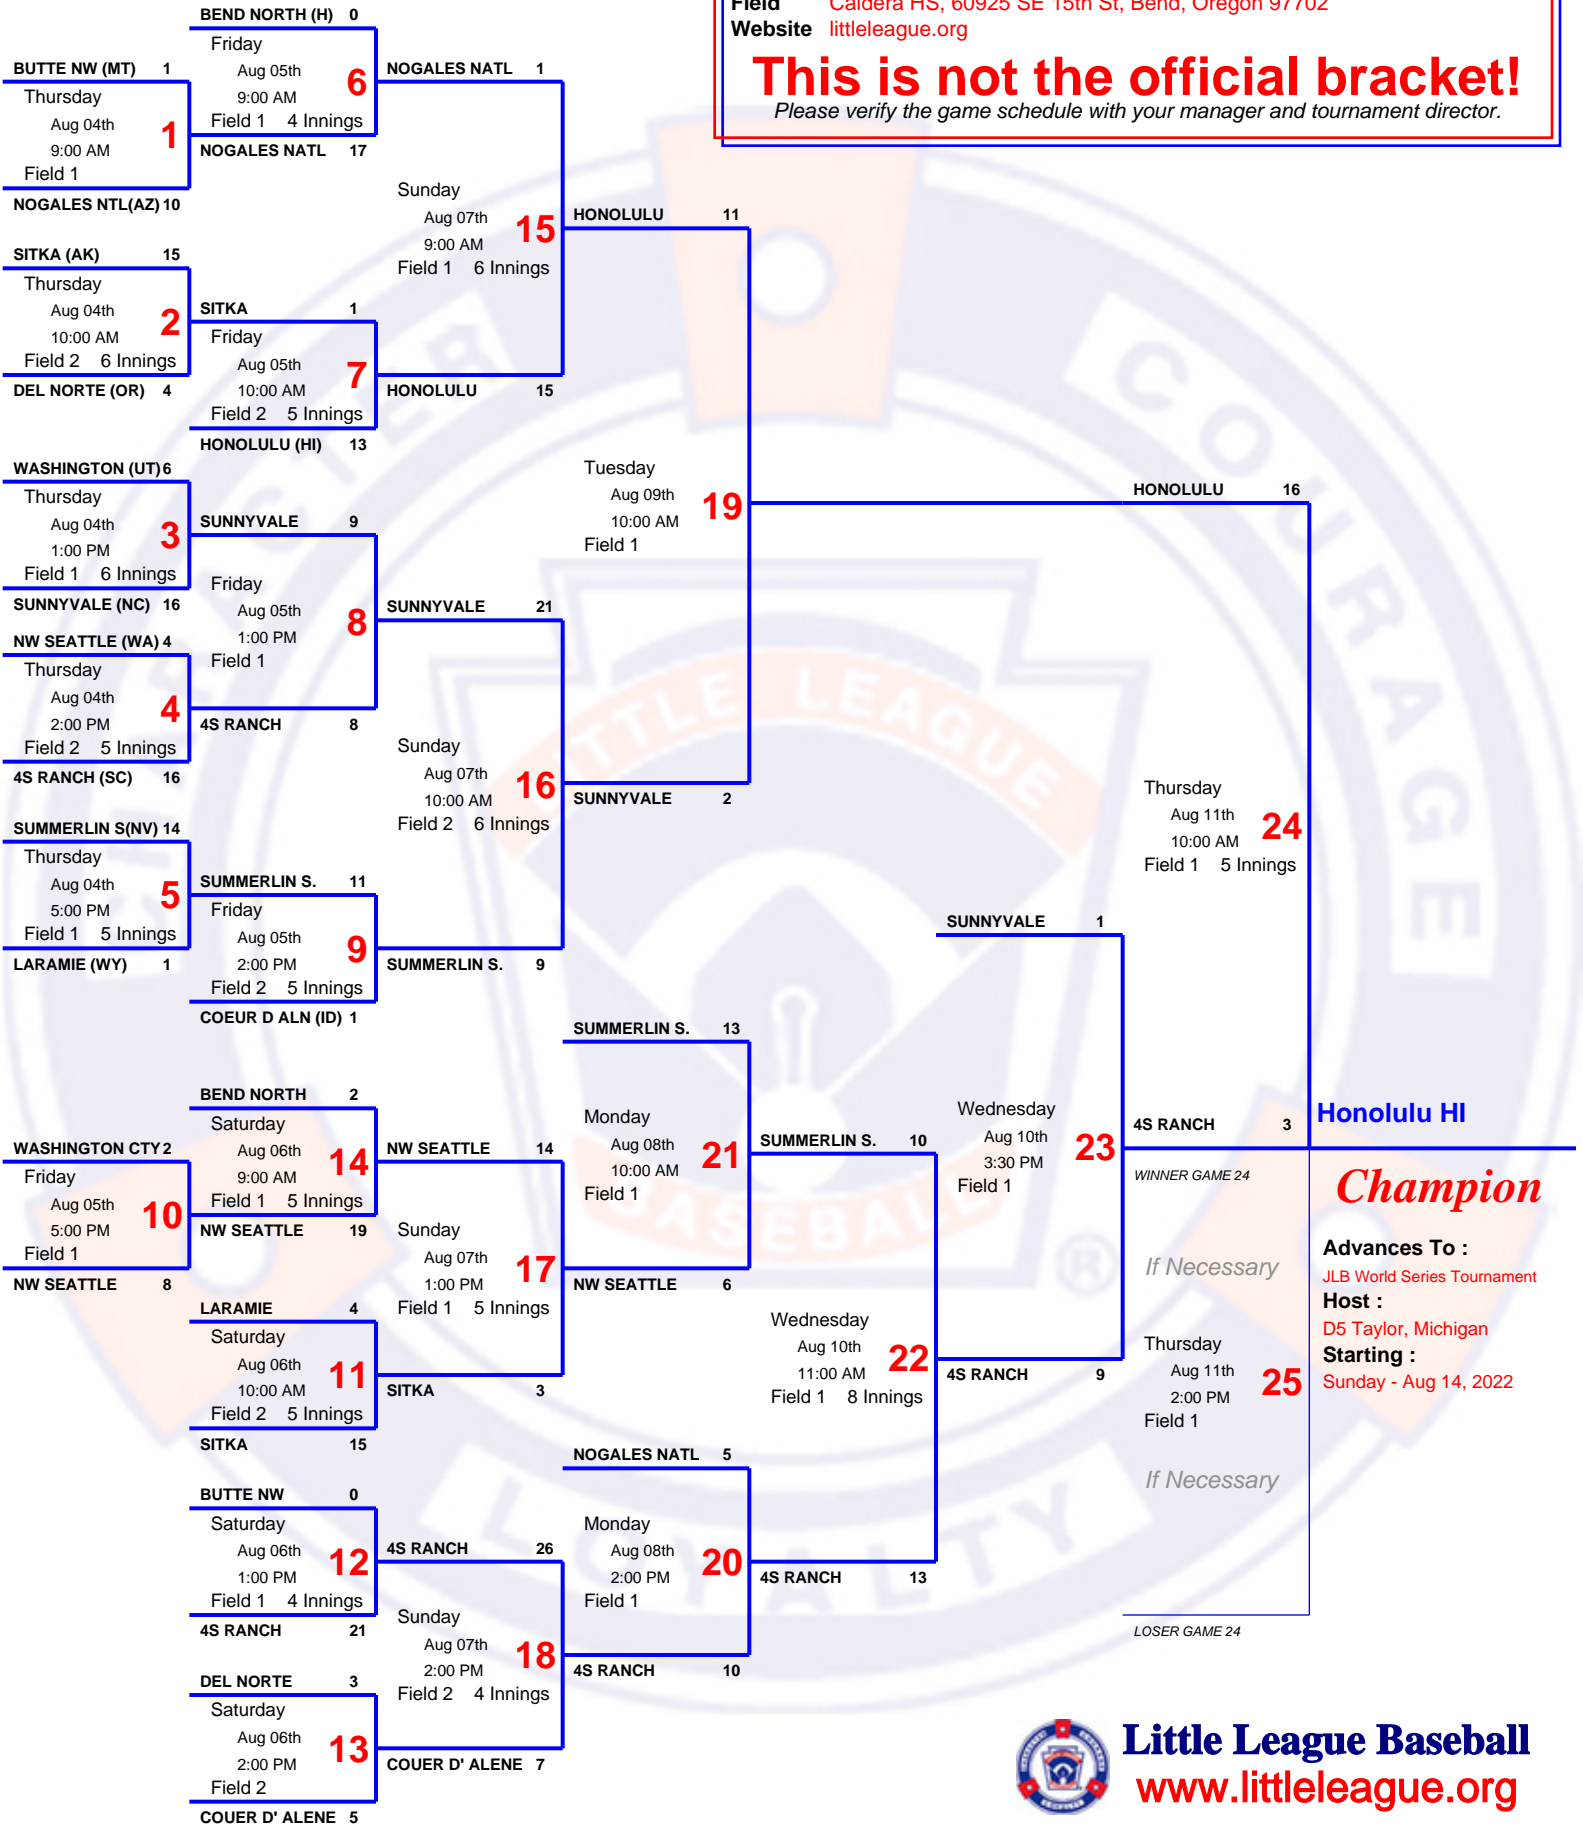 Field Caldera HS, 60925 SE 15th St, Bend, Oregon 97702
Website littleleague.org
This is not the official bracket!
Please verify the game schedule with your manager and tournament director.
BUTTE NW (MT) 1
Thursday
Aug 04th
9:00 AM
1
Field 1
NOGALES NTL(AZ) 10
SITKA (AK) 15
Thursday
Aug 04th
10:00 AM
2
Field 2 6 Innings
DEL NORTE (OR) 4
WASHINGTON (UT) 6
Thursday
Aug 04th
1:00 PM
3
Field 1 6 Innings
SUNNYVALE (NC) 16
NW SEATTLE (WA) 4
Thursday
Aug 04th
2:00 PM
4
Field 2 5 Innings
4S RANCH (SC) 16
SUMMERLIN S(NV) 14
Thursday
Aug 04th
5:00 PM
5
Field 1 5 Innings
LARAMIE (WY) 1
WASHINGTON CTY 2
Friday
Aug 05th
5:00 PM
10
Field 1
NW SEATTLE 8
BEND NORTH (H) 0
Friday
Aug 05th
9:00 AM
6
Field 1 4 Innings
NOGALES NATL 17
SITKA 1
Friday
Aug 05th
10:00 AM
7
Field 2 5 Innings
HONOLULU (HI) 13
SUNNYVALE 9
Friday
Aug 05th
1:00 PM
8
Field 1
4S RANCH 8
SUMMERLIN S. 11
Friday
Aug 05th
2:00 PM
9
Field 2 5 Innings
COEUR D ALN (ID) 1
BEND NORTH 2
Saturday
Aug 06th
9:00 AM
14
Field 1 5 Innings
NW SEATTLE 19
LARAMIE 4
Saturday
Aug 06th
10:00 AM
11
Field 2 5 Innings
SITKA 15
BUTTE NW 0
Saturday
Aug 06th
1:00 PM
12
Field 1 4 Innings
4S RANCH 21
DEL NORTE 3
Saturday
Aug 06th
2:00 PM
13
Field 2
COUER D' ALENE 5
NOGALES NATL 1
Sunday
Aug 07th
9:00 AM
15
Field 1 6 Innings
HONOLULU 15
SUNNYVALE 21
Sunday
Aug 07th
10:00 AM
16
Field 2 6 Innings
SUMMERLIN S. 9
NW SEATTLE 14
Sunday
Aug 07th
1:00 PM
17
Field 1 5 Innings
SITKA 3
4S RANCH 26
Sunday
Aug 07th
2:00 PM
18
Field 2 4 Innings
COUER D' ALENE 7
HONOLULU 11
Tuesday
Aug 09th
10:00 AM
19
Field 1
SUNNYVALE 2
SUMMERLIN S. 13
Monday
Aug 08th
10:00 AM
21
Field 1
NW SEATTLE 6
NOGALES NATL 5
Monday
Aug 08th
2:00 PM
20
Field 1
4S RANCH 10
SUMMERLIN S. 10
Wednesday
Aug 10th
11:00 AM
22
Field 1 8 Innings
4S RANCH 13
SUNNYVALE 1
Wednesday
Aug 10th
3:30 PM
23
Field 1
4S RANCH 9
HONOLULU 16
Thursday
Aug 11th
10:00 AM
24
Field 1 5 Innings
4S RANCH 3
WINNER GAME 24
If Necessary
Thursday
Aug 11th
2:00 PM
25
Field 1
If Necessary
LOSER GAME 24
Honolulu HI
Champion
Advances To :
JLB World Series Tournament
Host :
D5 Taylor, Michigan
Starting :
Sunday - Aug 14, 2022
CHARACTER
COURAGE
LOYALTY
LITTLE LEAGUE
BASEBALL
®
Little League Baseball
www.littleleague.org